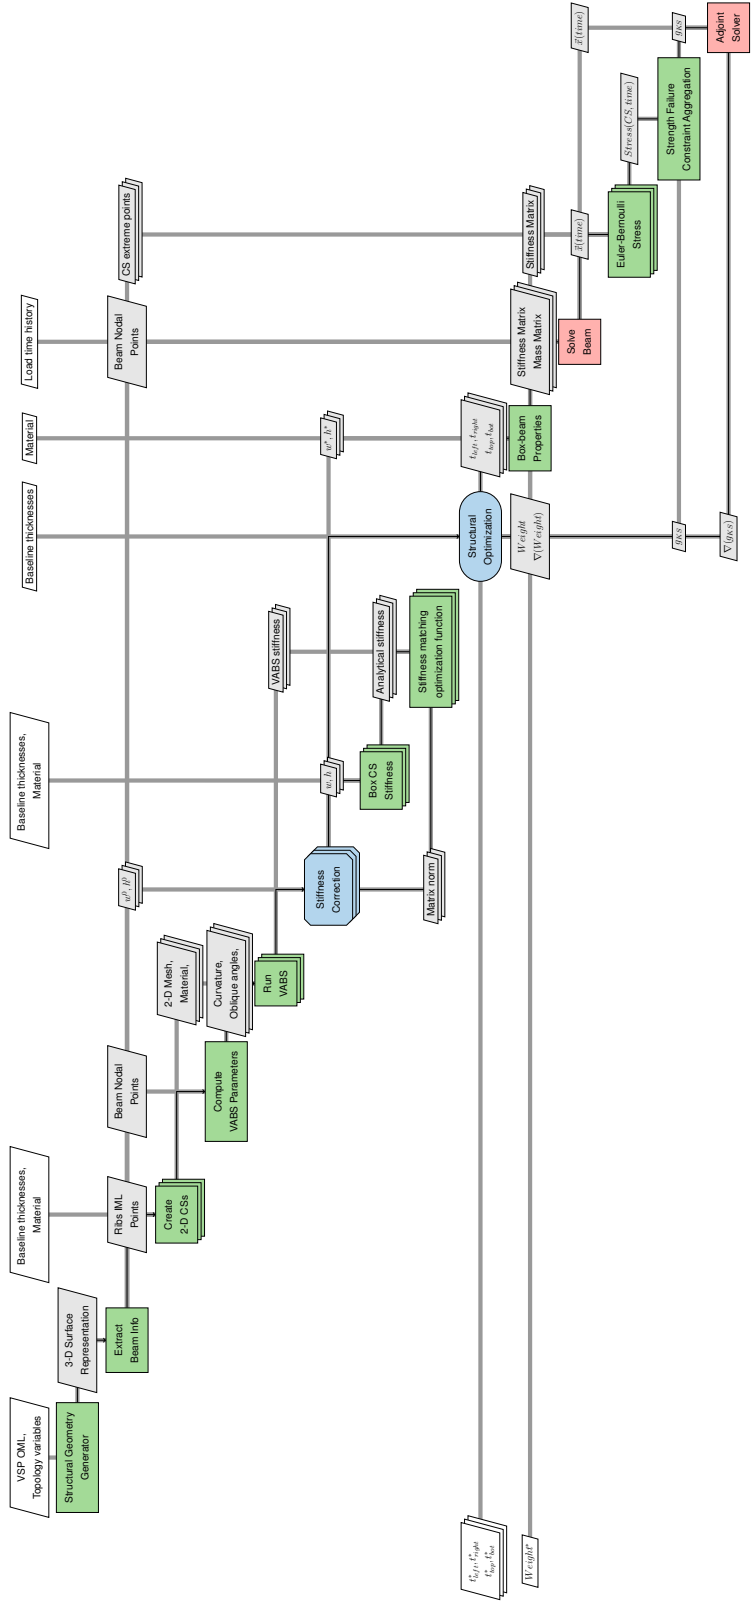 VSP OML,
Topology variables
Baseline thicknesses,
Material
Baseline thicknesses,
Material
Baseline thicknesses
Material
Load time history
Structural Geometry
Generator
3-D Surface
Representation
Extract
Beam Info
Ribs IML
Points
Beam Nodal
Points
w⁰, h⁰
Beam Nodal
Points
CS extreme points
Create
2-D CSs
2-D Mesh,
Material,
Compute
VABS Parameters
Curvature,
Oblique angles,
Run
VABS
VABS stiffness
Stiffness
Correction
w, h
w*, h*
Box CS
Stiffness
Analytical stiffness
Matrix norm
Stiffness matching
optimization function
t*_left, t*_right
t*_top, t*_bot
Structural
Optimization
t_left, t_right
t_top, t_bot
Weight*
Weight
∇(Weight)
Box-beam
Properties
Stiffness Matrix
Mass Matrix
Stiffness Matrix
Solve
Beam
x⃗(time)
x⃗(time)
Euler-Bernoulli
Stress
Stress(CS, time)
g_KS
Strength Failure
Constraint Aggregation
g_KS
∇(g_KS)
Adjoint
Solver